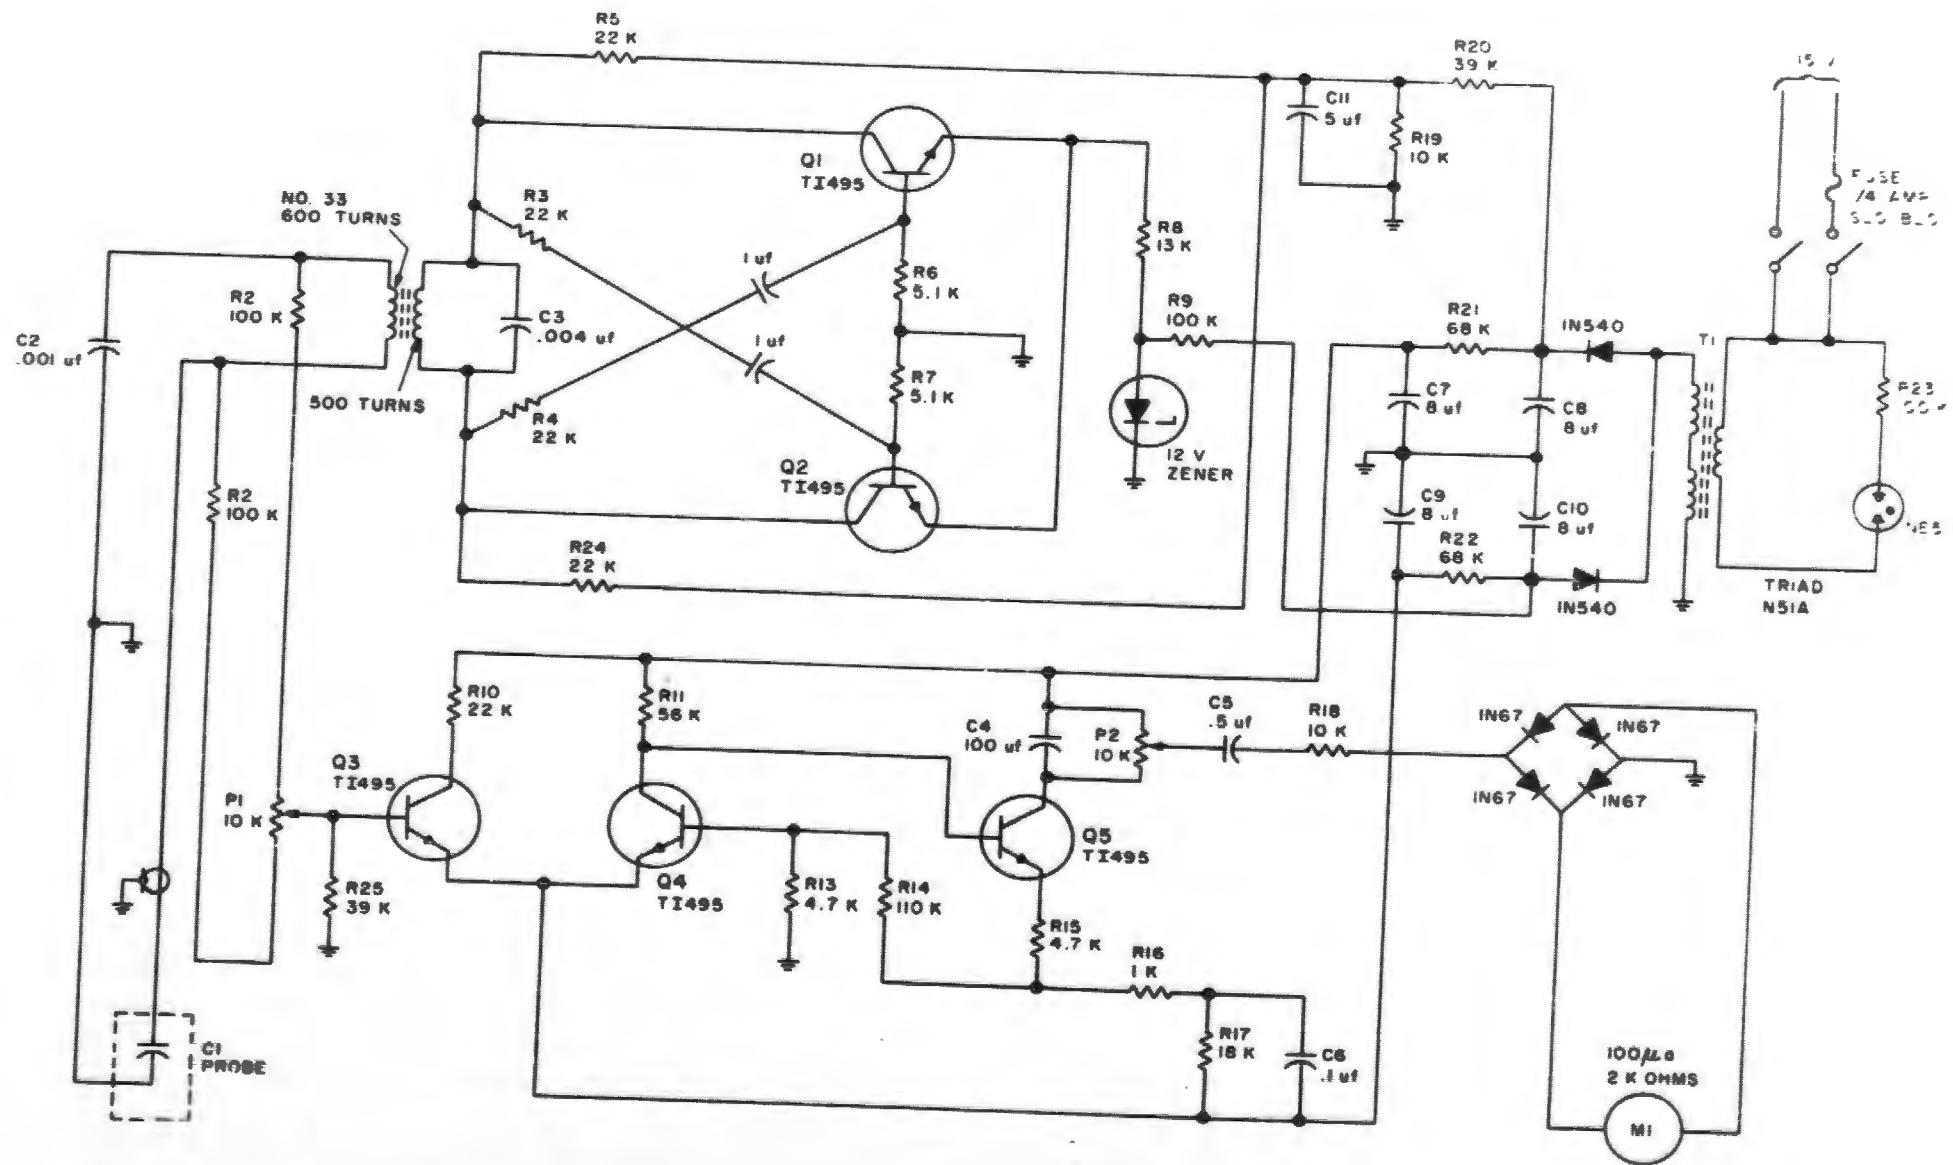 R5
22 K
R20
39 K
15 V
C11
5 uf
R19
10 K
Q1
TI495
FUSE
/4 AMP
NO. 33
600 TURNS
R3
22 K
R8
13 K
1 uf
R6
5.1 K
R2
100 K
R9
100 K
R21
68 K
IN540
C2
.001 uf
C3
.004 uf
1 uf
T1
R7
5.1 K
500 TURNS
R4
22 K
C7
8 uf
C8
8 uf
R23
12 V
ZENER
Q2
TI495
R2
100 K
C9
8 uf
C10
8 uf
R24
22 K
R22
68 K
IN540
TRIAD
N51A
R10
22 K
R11
56 K
C4
100 uf
P2
10 K
C5
.5 uf
R18
10 K
IN67
IN67
Q3
TI495
IN67
IN67
P1
10 K
Q5
TI495
R25
39 K
Q4
TI495
R13
4.7 K
R14
110 K
R15
4.7 K
R16
1 K
C1
PROBE
R17
18 K
C6
.1 uf
100µa
2 K OHMS
M1